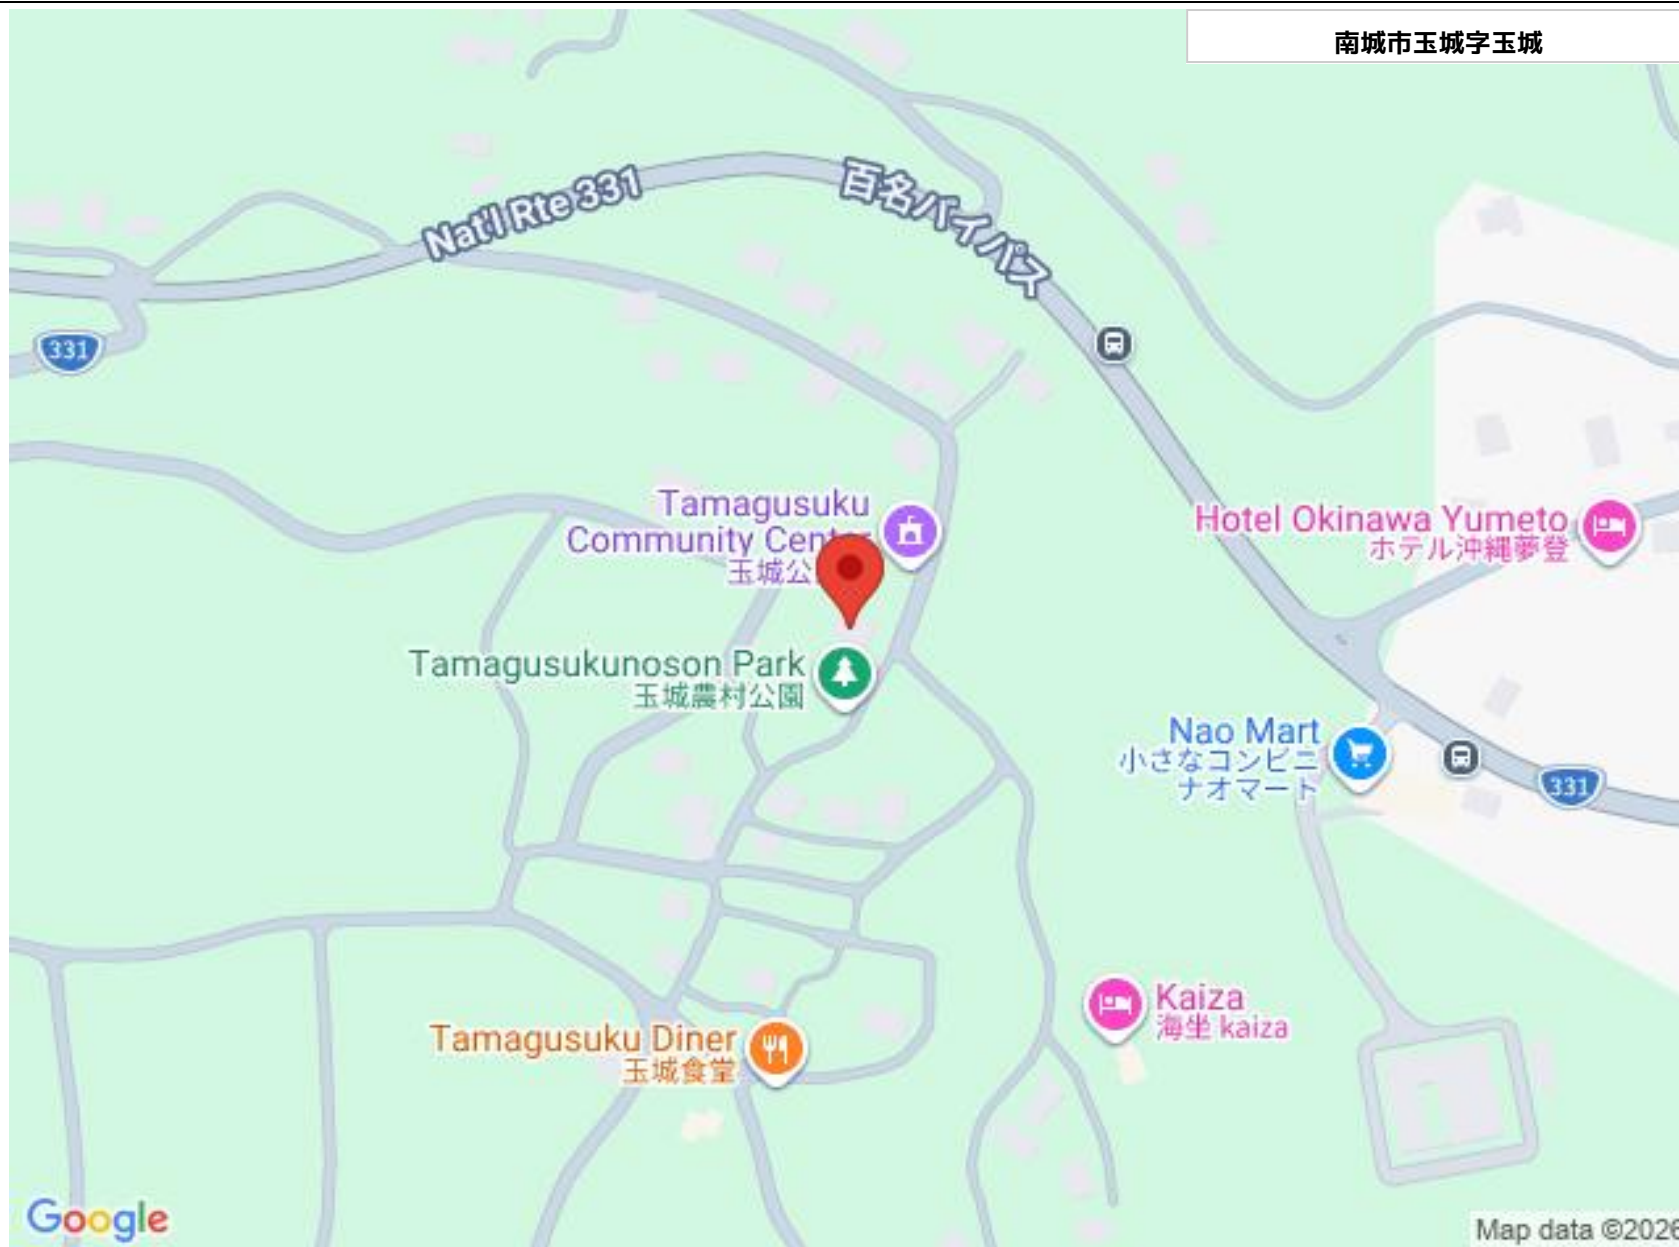 南城市玉城字玉城
Nat'l Rte 331
百名バイパス
331
Tamagusuku
Community Center
玉城公
Hotel Okinawa Yumeto
ホテル沖縄夢登
Tamagusukunoson Park
玉城農村公園
Nao Mart
小さなコンビニ
ナオマート
331
Kaiza
海坐 kaiza
Tamagusuku Diner
玉城食堂
Google
Map data ©2026